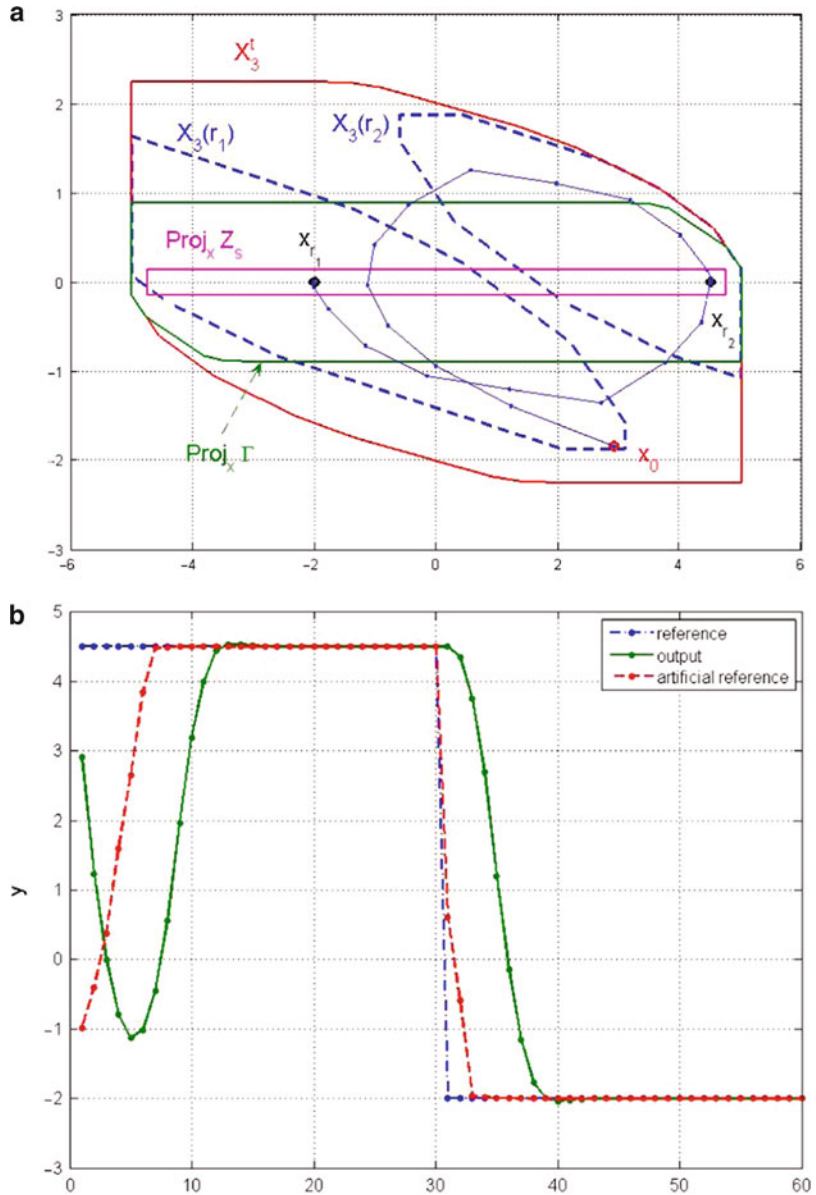 a
3
2
1
0
−1
−2
−3
−6
−4
−2
0
2
4
6
X_3^t
X_3(r_1)
X_3(r_2)
Proj_x Z_s
x_{r_1}
x_{r_2}
Proj_x Γ
x_0
b
5
4
3
2
1
0
−1
−2
−3
0
10
20
30
40
50
60
y
reference
output
artificial reference